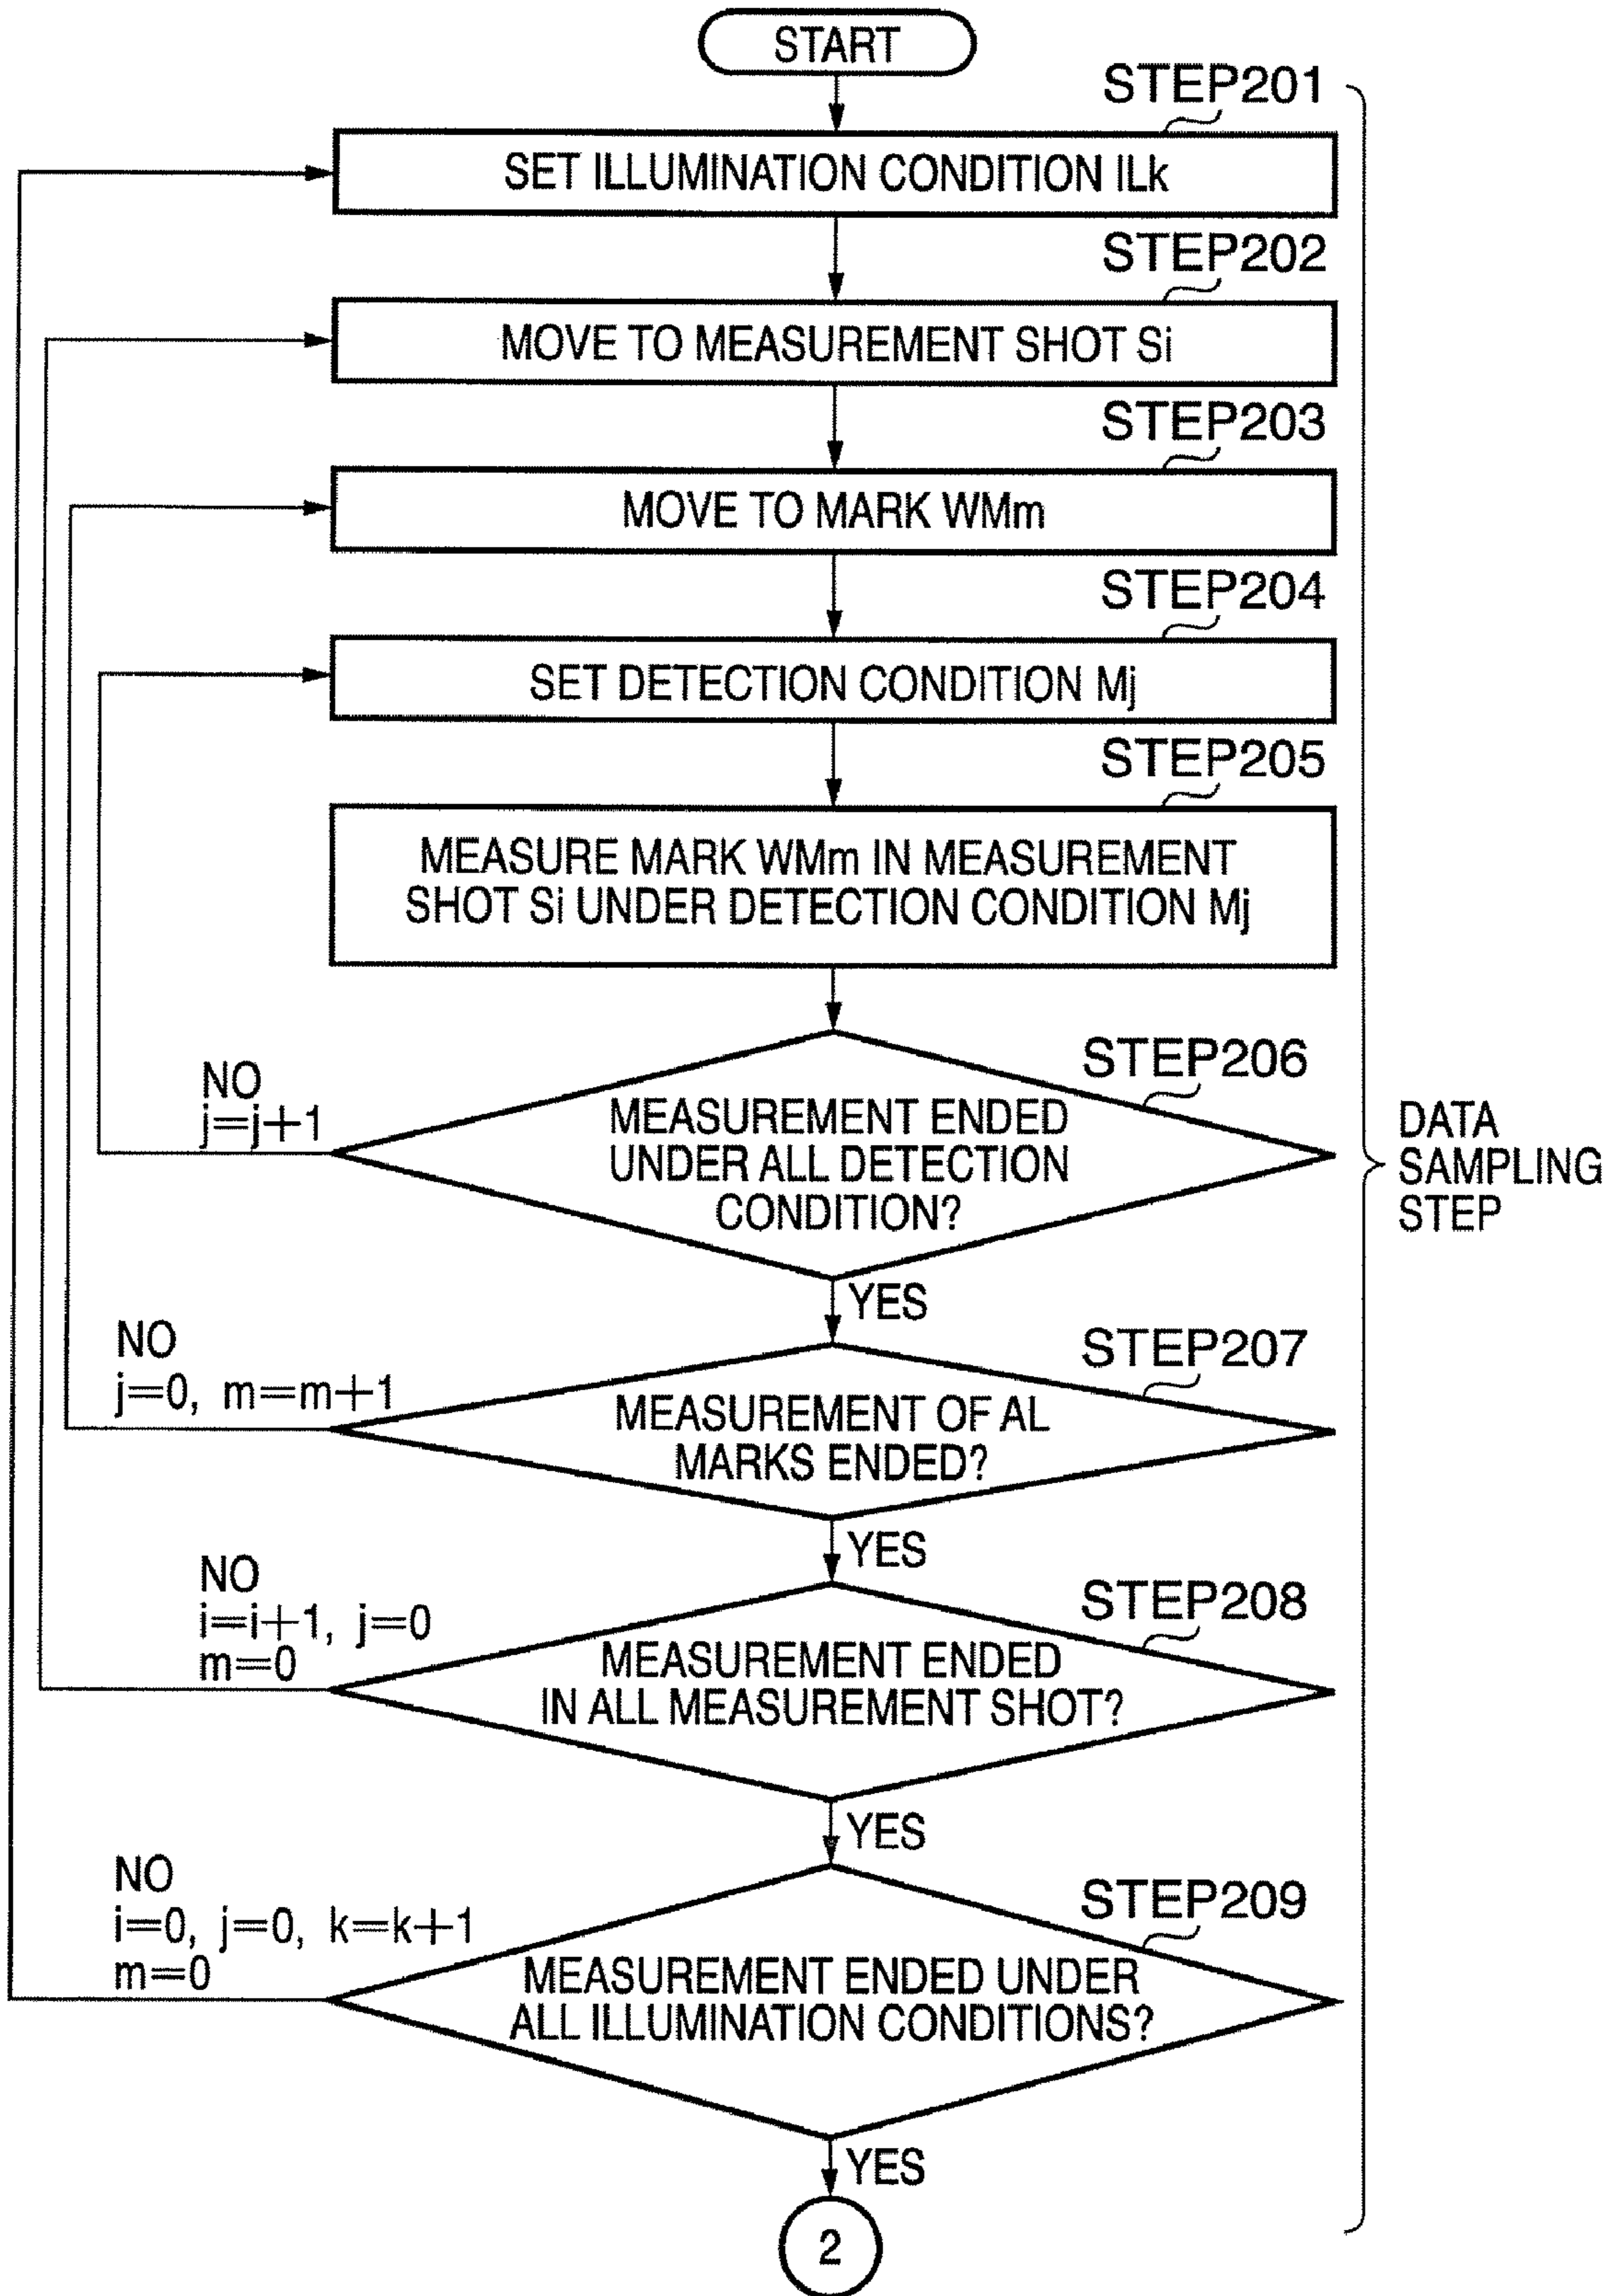 START
STEP201
SET ILLUMINATION CONDITION ILk
STEP202
MOVE TO MEASUREMENT SHOT Si
STEP203
MOVE TO MARK WMm
STEP204
SET DETECTION CONDITION Mj
STEP205
MEASURE MARK WMm IN MEASUREMENT
SHOT Si UNDER DETECTION CONDITION Mj
STEP206
NO
j=j+1
MEASUREMENT ENDED
UNDER ALL DETECTION
CONDITION?
DATA
SAMPLING
STEP
YES
STEP207
NO
j=0, m=m+1
MEASUREMENT OF AL
MARKS ENDED?
YES
STEP208
NO
i=i+1, j=0
m=0
MEASUREMENT ENDED
IN ALL MEASUREMENT SHOT?
YES
STEP209
NO
i=0, j=0, k=k+1
m=0
MEASUREMENT ENDED UNDER
ALL ILLUMINATION CONDITIONS?
YES
2